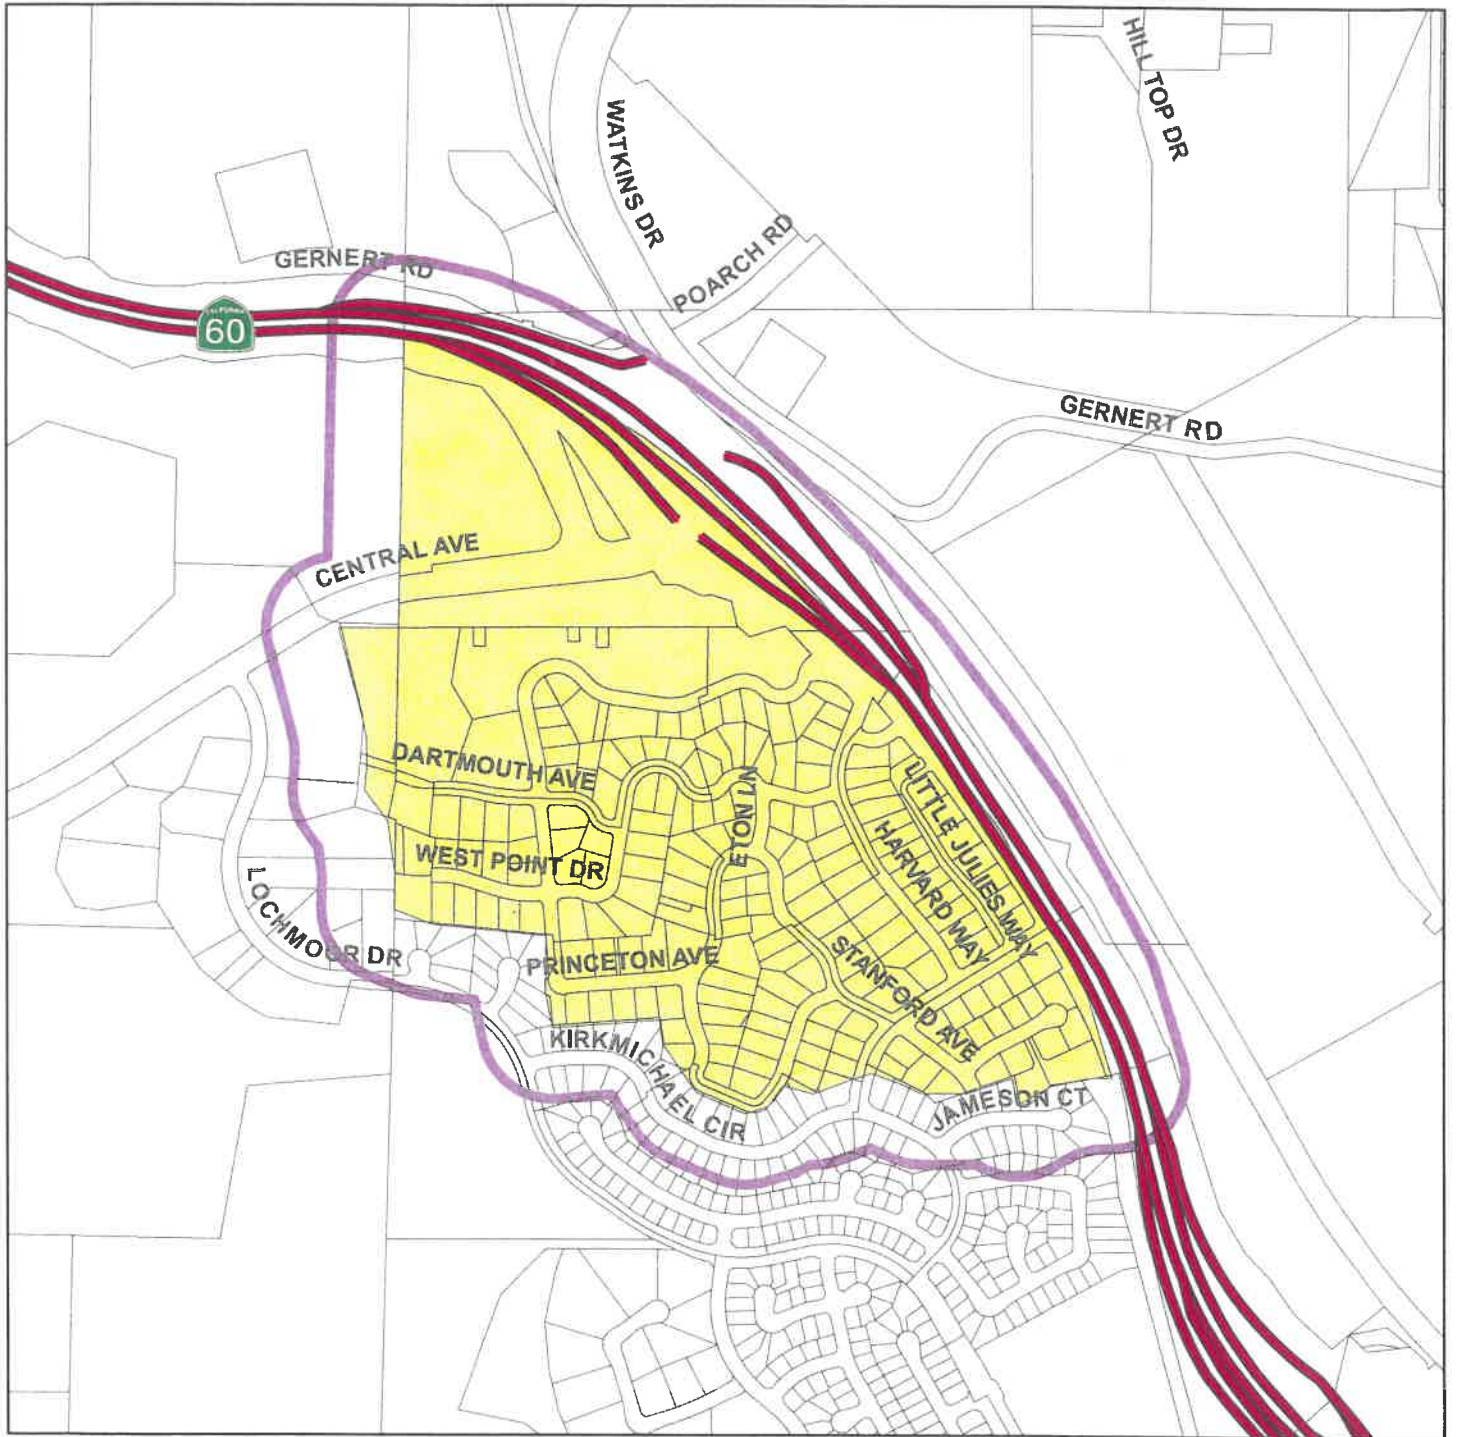 HILL TOP DR
WATKINS DR
POARCH RD
GERNERT RD
CALIFORNIA
60
GERNERT RD
CENTRAL AVE
DARTMOUTH AVE
ETON LN
LITTLE JULIES WAY
HARVARD WAY
WEST POINT DR
LOCHMOOR DR
PRINCETON AVE
STANFORD AVE
KIRKMICHAEL CIR
JAMESON CT